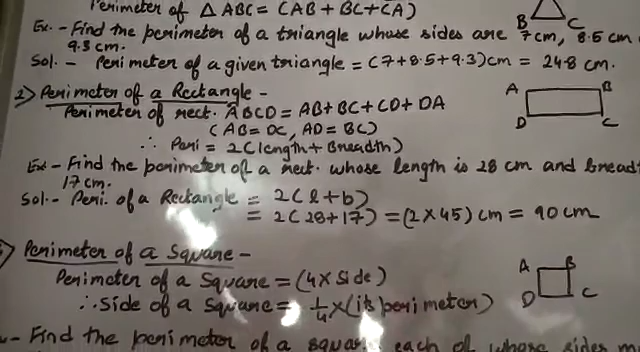 Perimeter of △ ABC = (AB + BC + CA)
B C
Ex. - Find the perimeter of a triangle whose sides are 7 cm, 8.5 cm
9.3 cm.
Sol. - Perimeter of a given triangle = (7+8.5+9.3) cm = 24.8 cm.
2) Perimeter of a Rectangle -
A B
Perimeter of rect. ABCD = AB+BC+CD+DA
D C
(AB = DC, AD = BC)
∴ Peri = 2(length + Breadth)
Ex - Find the perimeter of a rect. whose length is 28 cm and bread
17 cm.
Sol. - Peri. of a Rectangle = 2(l+b)
= 2(28+17) = (2×45) cm = 90 cm
Perimeter of a Square -
A B
Perimeter of a Square = (4 × Side)
D C
∴ Side of a Square = 1/4 × (its perimeter)
- Find the perimeter of a squar each of whose sides m